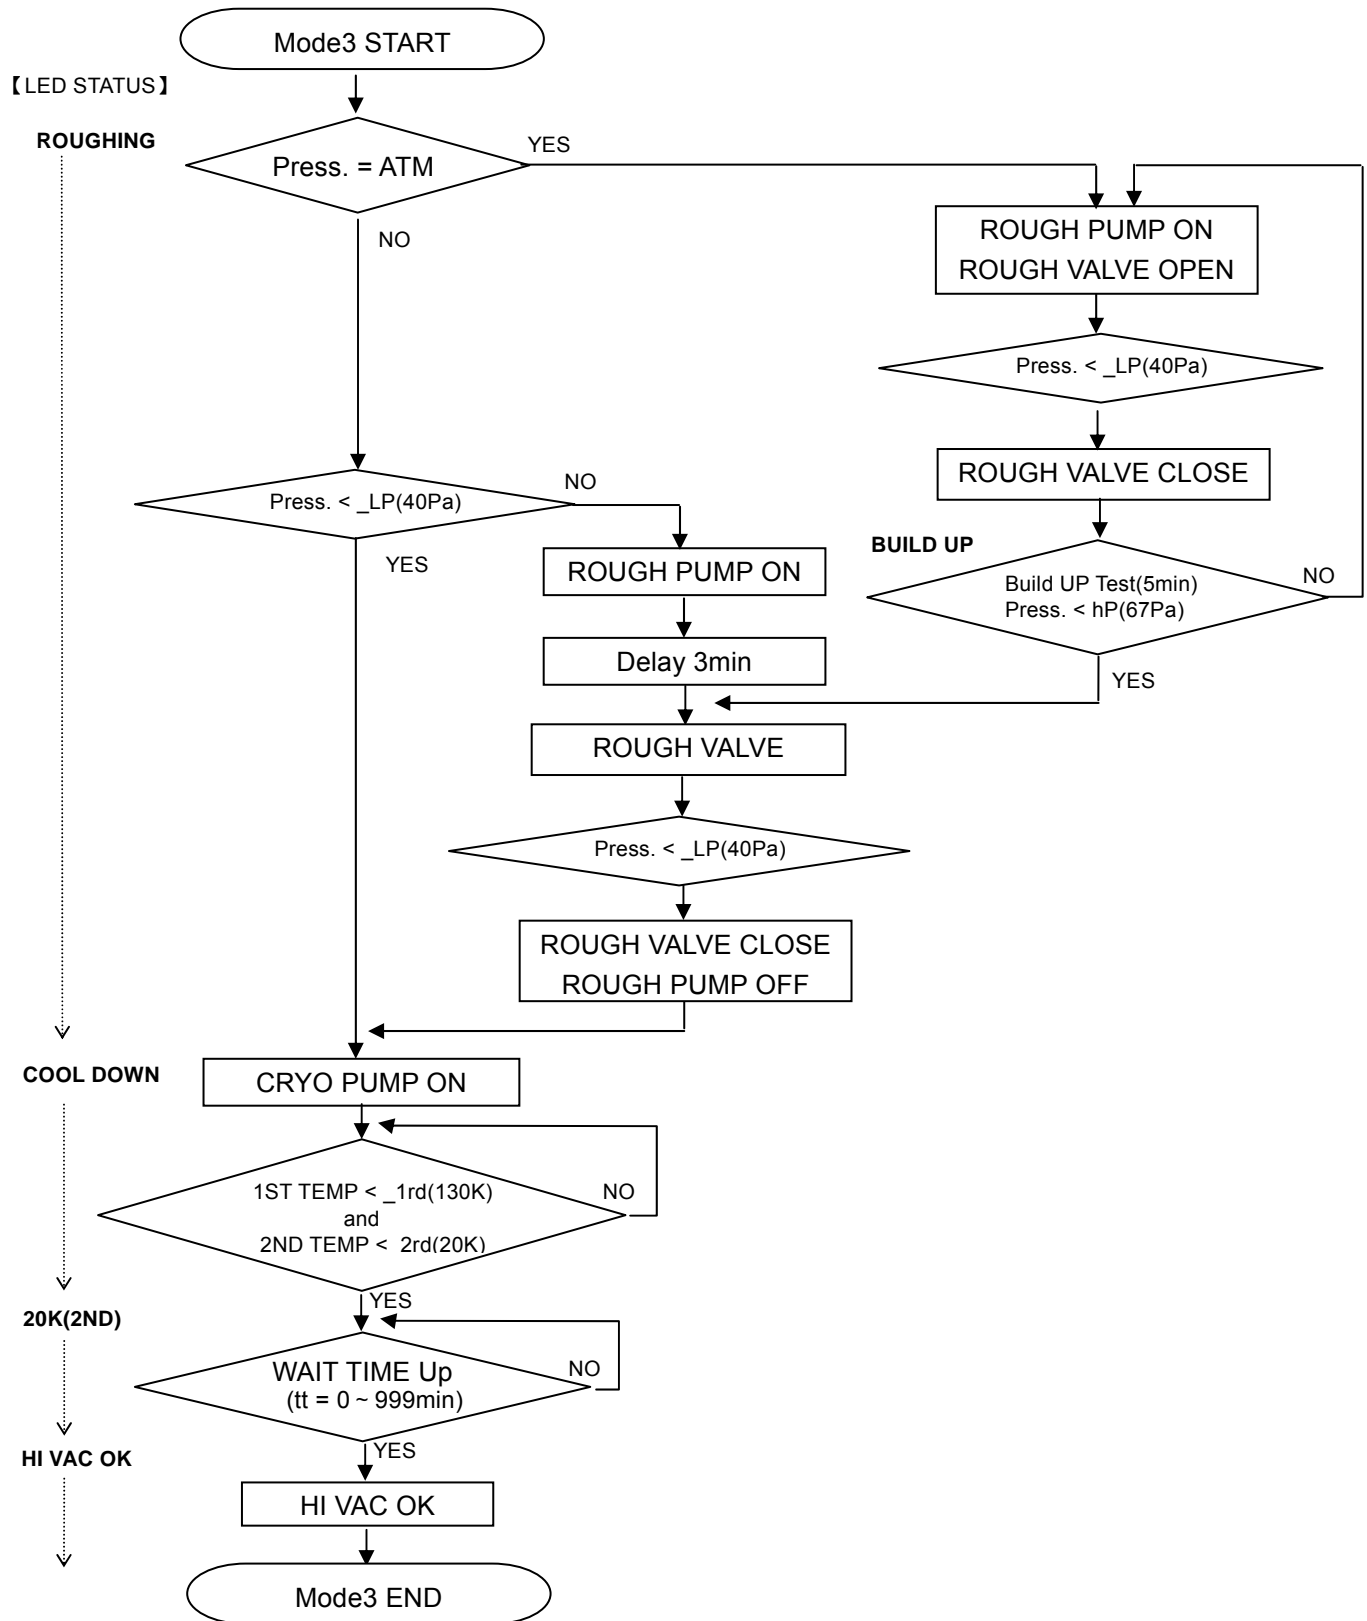 Mode3 START
【LED STATUS】
ROUGHING
Press. = ATM
YES
NO
ROUGH PUMP ON
ROUGH VALVE OPEN
Press. < _LP(40Pa)
ROUGH VALVE CLOSE
Press. < _LP(40Pa)
NO
YES
BUILD UP
Build UP Test(5min)
Press. < hP(67Pa)
NO
YES
ROUGH PUMP ON
Delay 3min
ROUGH VALVE
Press. < _LP(40Pa)
ROUGH VALVE CLOSE
ROUGH PUMP OFF
COOL DOWN
CRYO PUMP ON
1ST TEMP < _1rd(130K)
and
2ND TEMP < 2rd(20K)
NO
YES
20K(2ND)
WAIT TIME Up
(tt = 0 ~ 999min)
NO
YES
HI VAC OK
HI VAC OK
Mode3 END